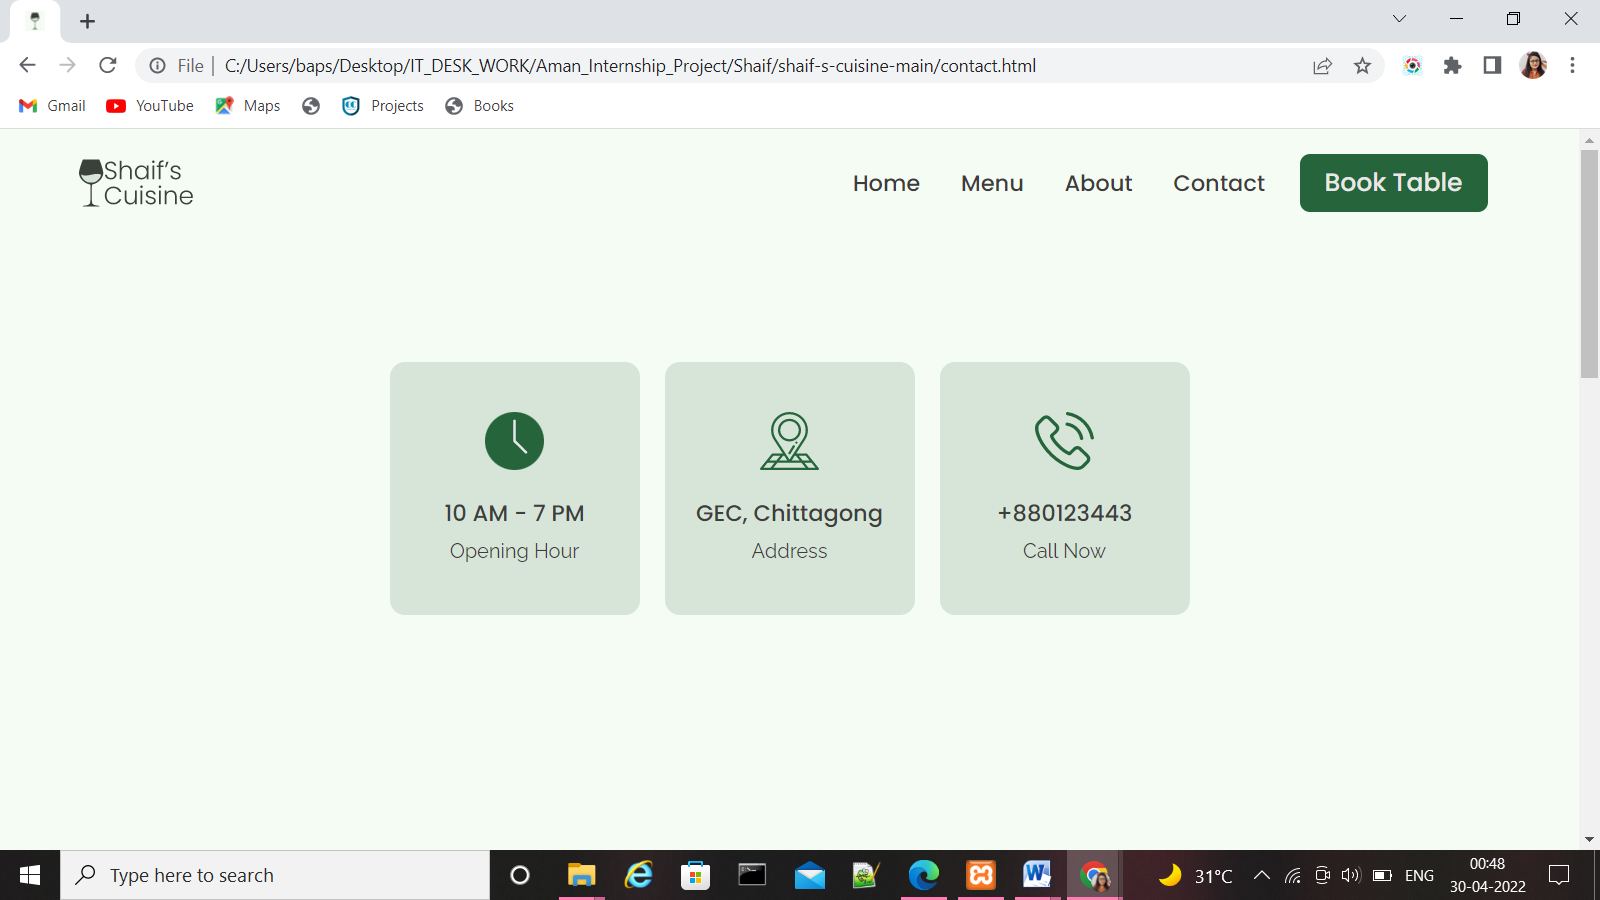 File
C:/Users/baps/Desktop/IT_DESK_WORK/Aman_Internship_Project/Shaif/shaif-s-cuisine-main/contact.html
Gmail YouTube Maps Projects Books
Shaif's
Cuisine
Home Menu About Contact Book Table
10 AM - 7 PM
Opening Hour
GEC, Chittagong
Address
+880123443
Call Now
Type here to search
31°C
ENG
00:48
30-04-2022